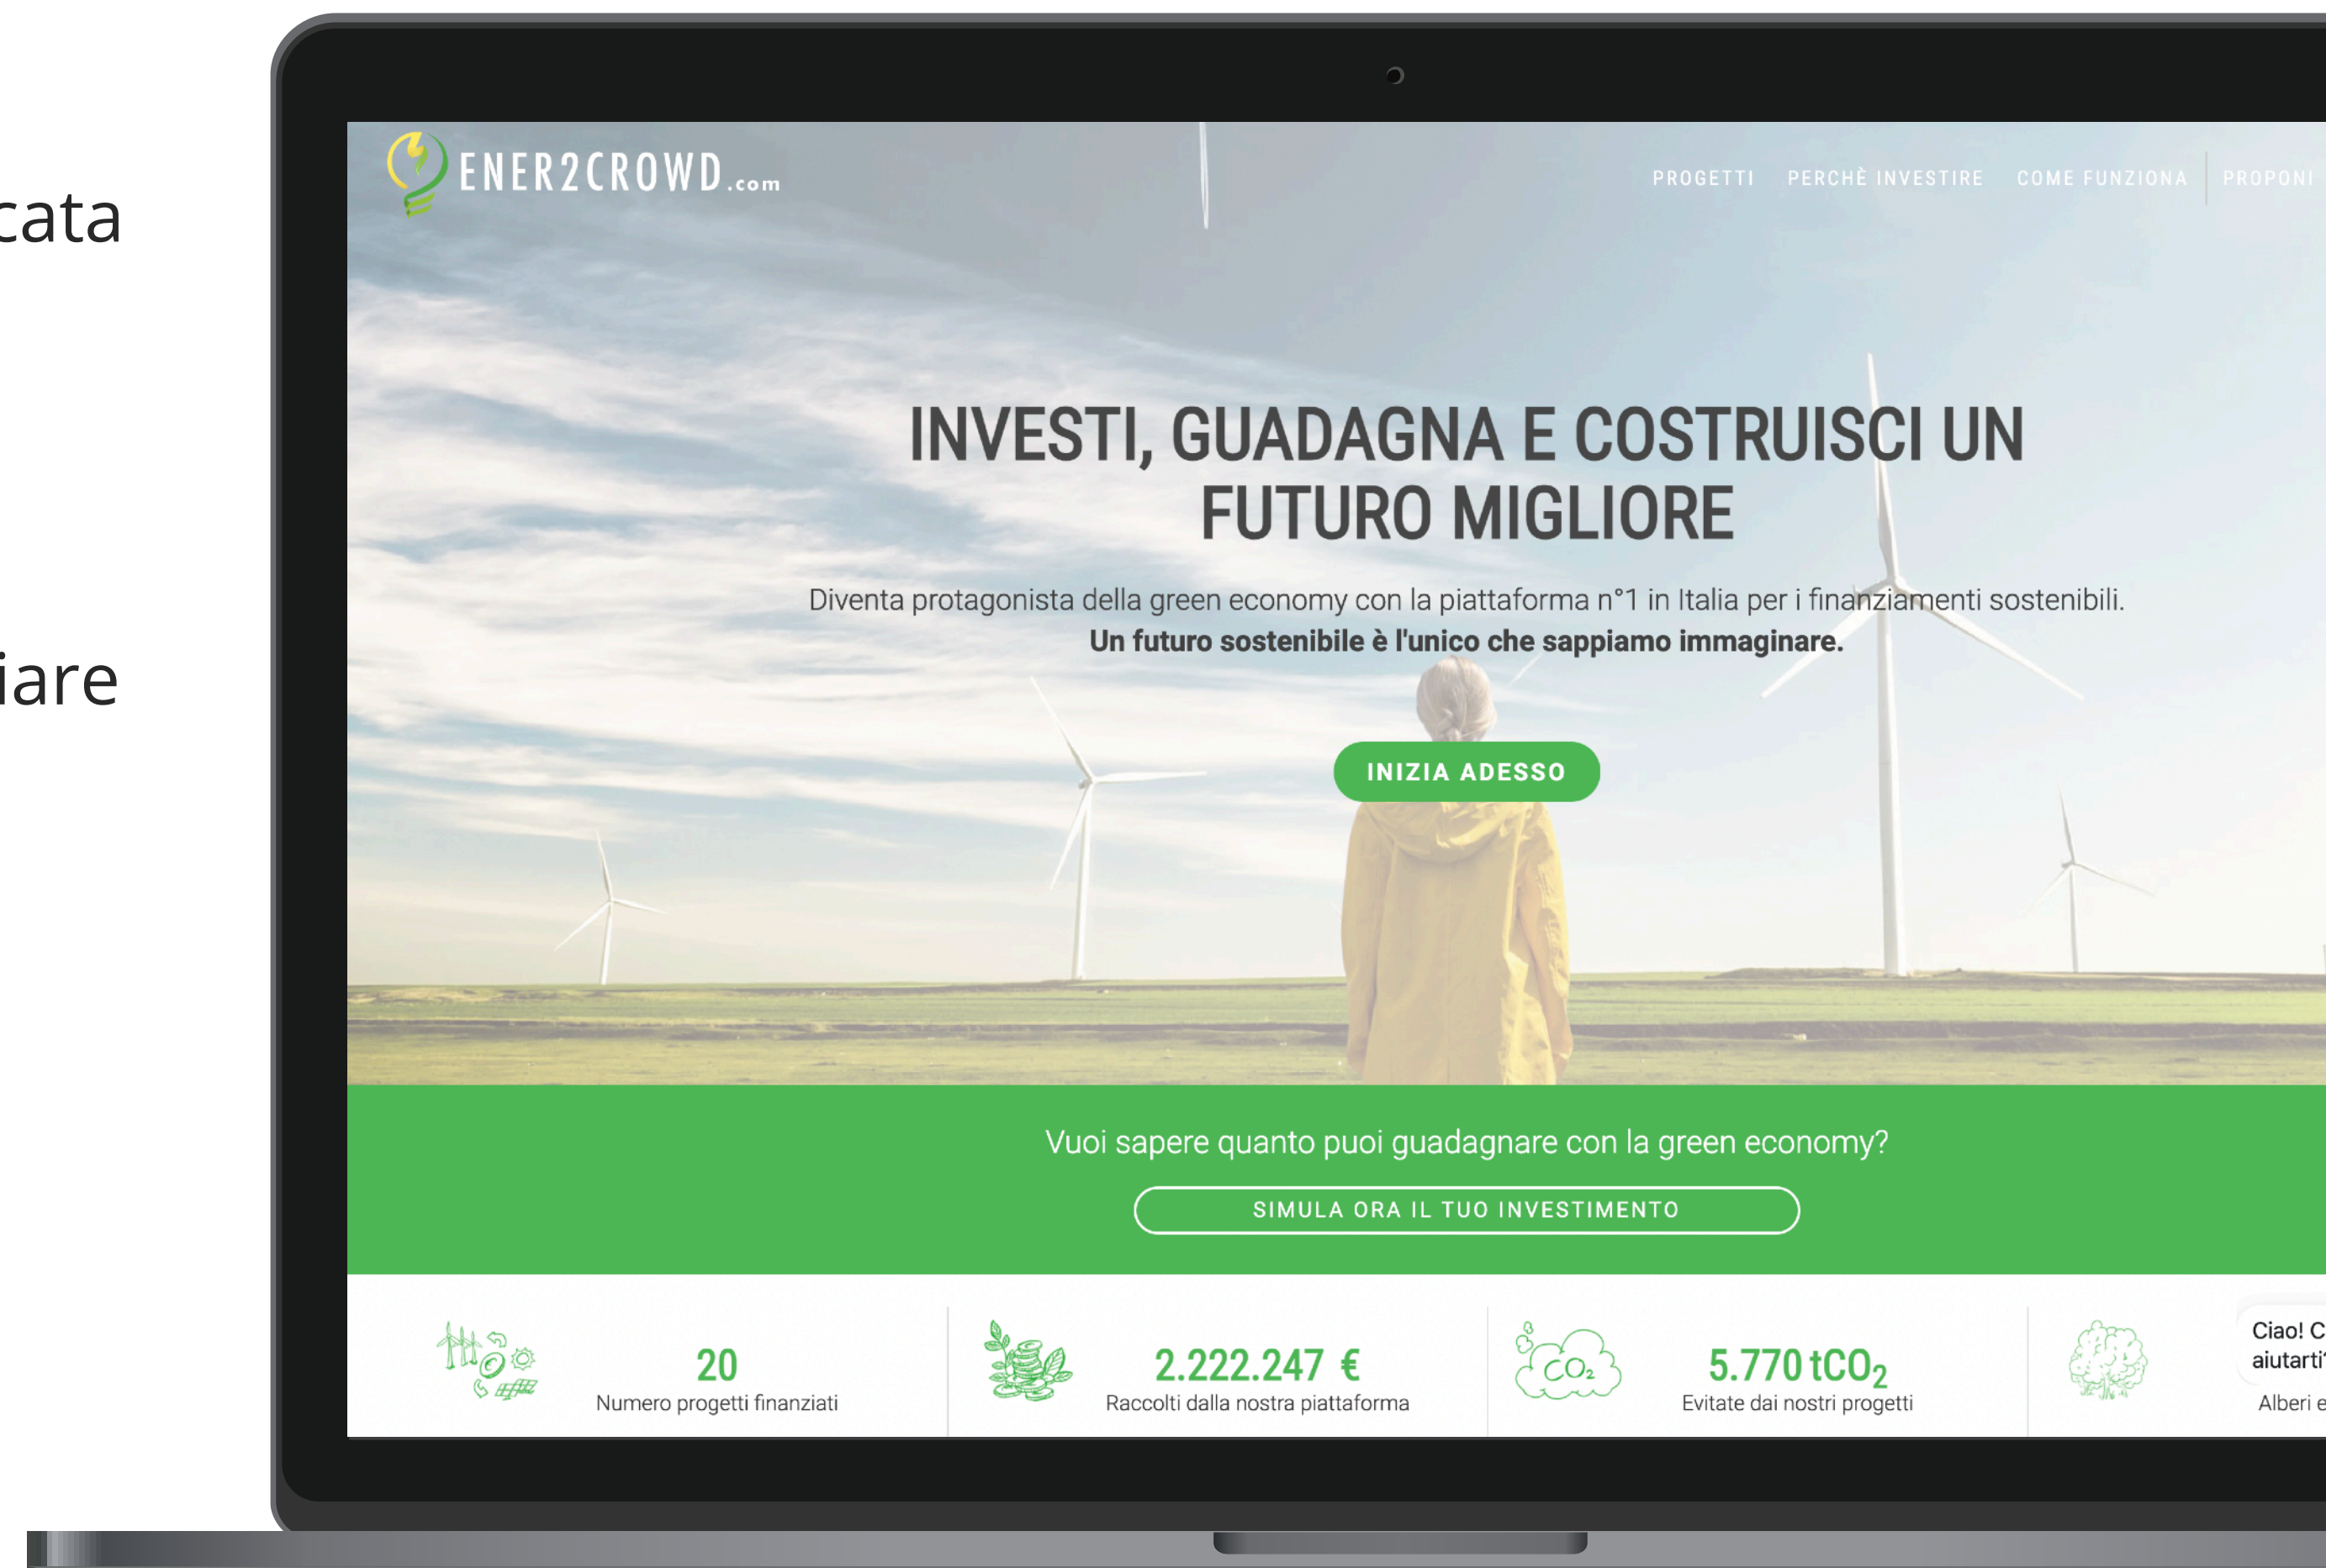 cata
iare
ENER2CROWD.com
PROGETTI PERCHÈ INVESTIRE COME FUNZIONA PROPONI
INVESTI, GUADAGNA E COSTRUISCI UN
FUTURO MIGLIORE
Diventa protagonista della green economy con la piattaforma n°1 in Italia per i finanziamenti sostenibili.
Un futuro sostenibile è l'unico che sappiamo immaginare.
INIZIA ADESSO
Vuoi sapere quanto puoi guadagnare con la green economy?
SIMULA ORA IL TUO INVESTIMENTO
20
Numero progetti finanziati
2.222.247 €
Raccolti dalla nostra piattaforma
CO₂
5.770 tCO₂
Evitate dai nostri progetti
Ciao! C
aiutarti?
Alberi e